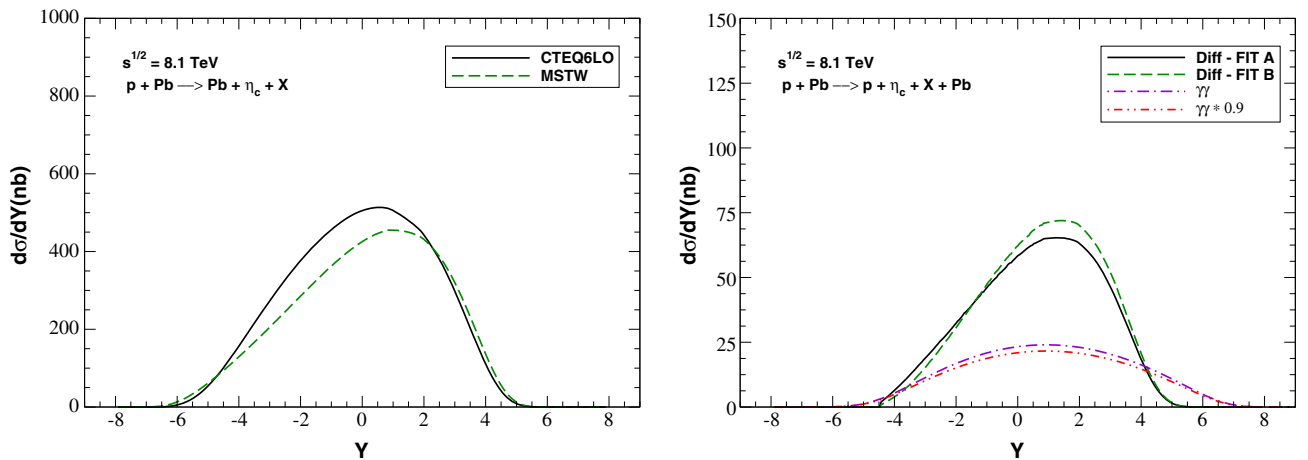 1000
800
600
400
200
0
dσ/dY(nb)
s^{1/2} = 8.1 TeV
p + Pb —> Pb + η_c + X
CTEQ6LO
MSTW
-8 -6 -4 -2 0 2 4 6 8
Y
150
125
100
75
50
25
0
dσ/dY(nb)
s^{1/2} = 8.1 TeV
p + Pb —> p + η_c + X + Pb
Diff - FIT A
Diff - FIT B
γγ
γγ * 0.9
-8 -6 -4 -2 0 2 4 6 8
Y